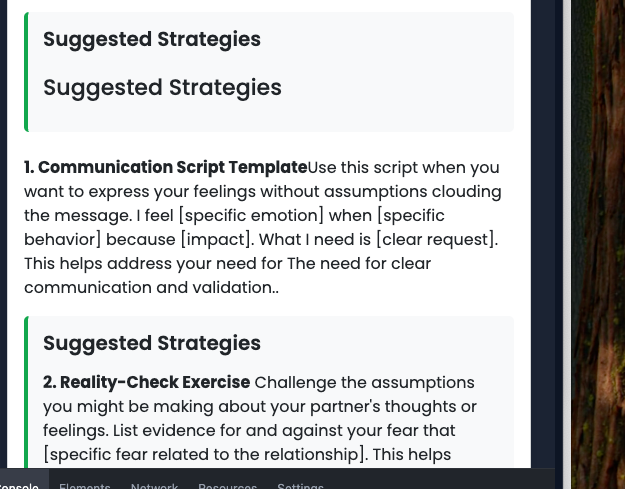 Suggested Strategies
Suggested Strategies
1. Communication Script TemplateUse this script when you
want to express your feelings without assumptions clouding
the message. I feel [specific emotion] when [specific
behavior] because [impact]. What I need is [clear request].
This helps address your need for The need for clear
communication and validation..
Suggested Strategies
2. Reality-Check Exercise Challenge the assumptions
you might be making about your partner's thoughts or
feelings. List evidence for and against your fear that
[specific fear related to the relationship]. This helps
Console Elements Network Resources Settings